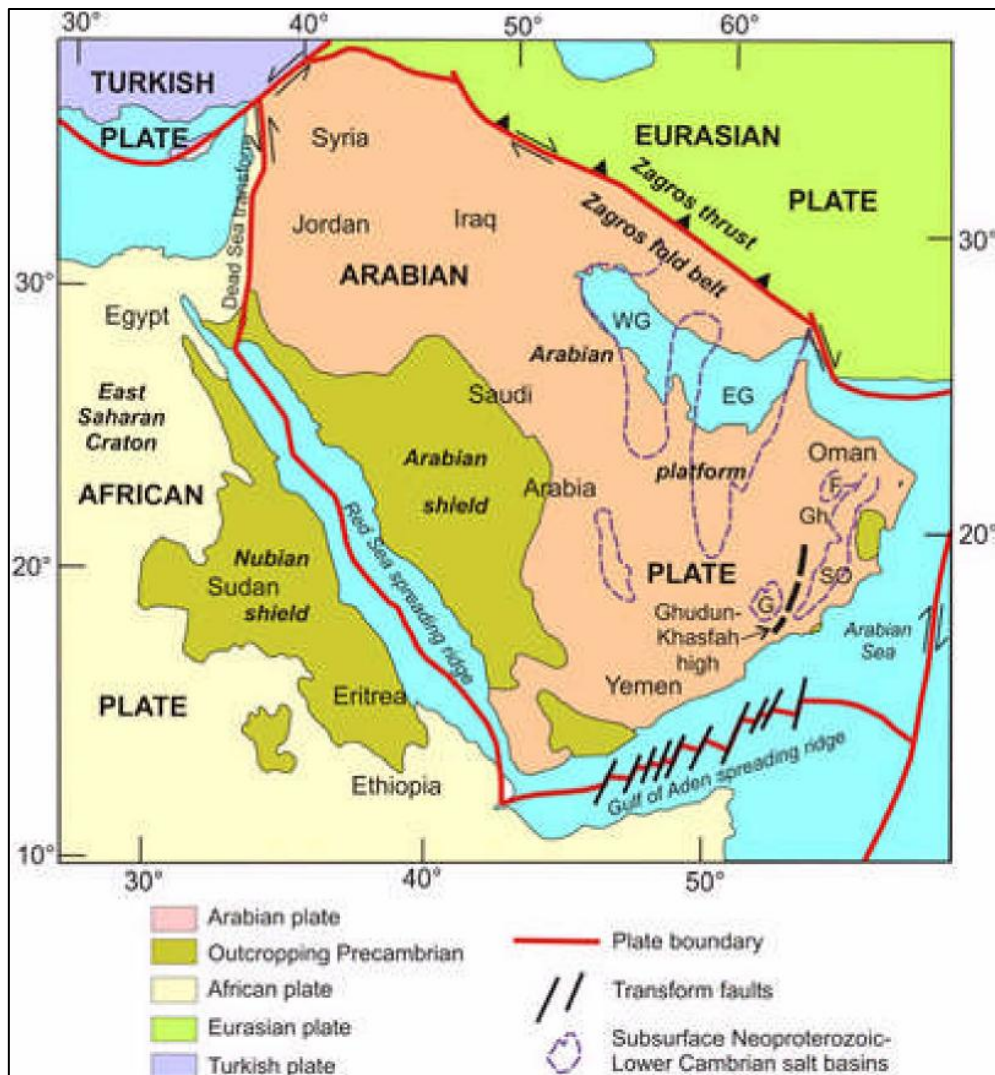 30°
40°
50°
60°
TURKISH
PLATE
Syria
EURASIAN
PLATE
Dead Sea transform
Zagros thrust
Zagros fold belt
Jordan
Iraq
30°
30°
ARABIAN
Egypt
WG
Arabian
East
Saharan
Craton
Saudi
EG
Arabian
shield
Oman
platform
F
AFRICAN
Arabia
Gh
20°
Red Sea spreading ridge
20°
Nubian
Sudan
shield
PLATE
SO
G
Ghudun-
Khasfah
high
Arabian
Sea
PLATE
Eritrea
Yemen
Ethiopia
Gulf of Aden spreading ridge
10°
30°
40°
50°
Arabian plate
Outcropping Precambrian
African plate
Eurasian plate
Turkish plate
Plate boundary
Transform faults
Subsurface Neoproterozoic-
Lower Cambrian salt basins